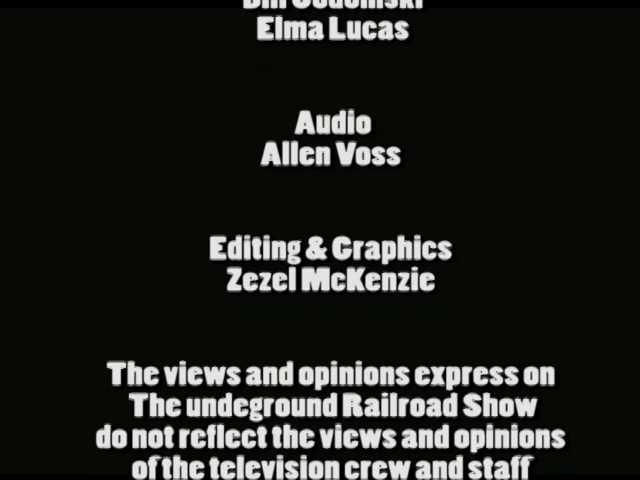 Elma Lucas
Audio
Allen Voss
Editing & Graphics
Zezel McKenzie
The views and opinions express on
The undeground Railroad Show
do not reflect the views and opinions
of the television crew and staff